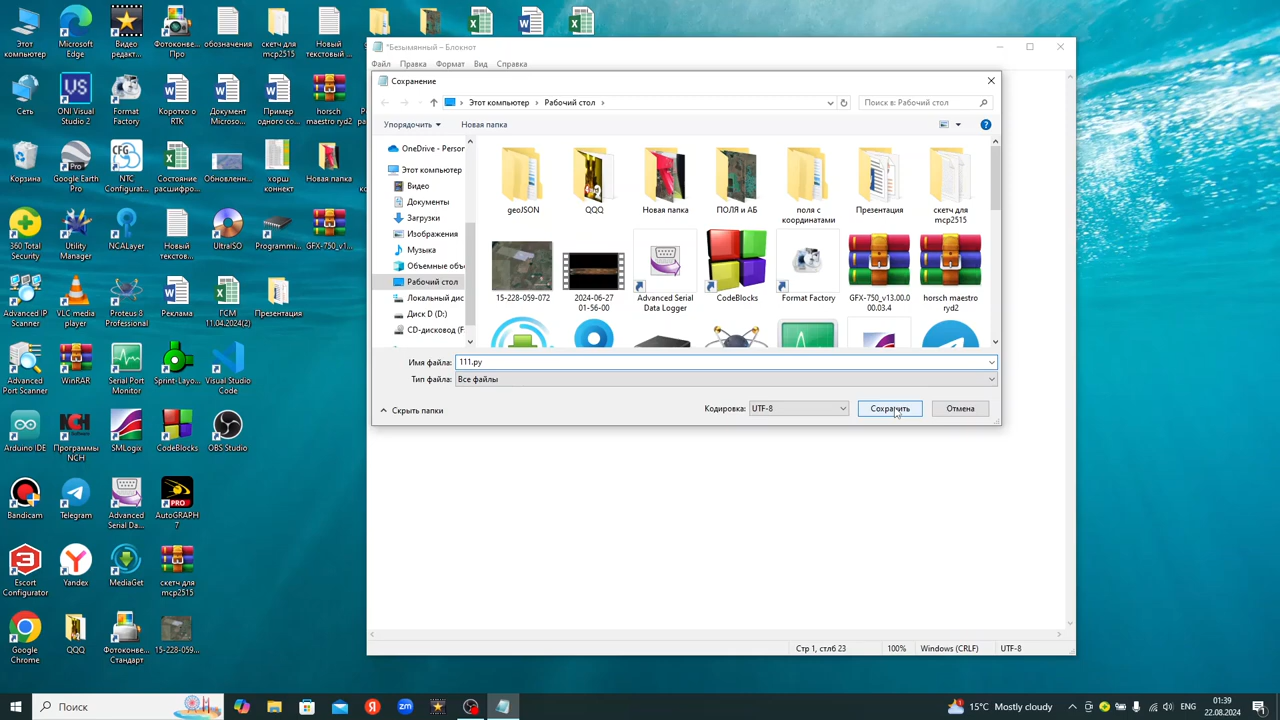 Этот компьютер
Microsoft Edge
Видео редакт...
Фотоконве... Про
обозначения
скетч для mcp2515
Новый текстовый ...
*Безымянный – Блокнот
Файл Правка Формат Вид Справка
Сохранение
Этот компьютер › Рабочий стол ›
Поиск в: Рабочий стол
Упорядочить
Новая папка
Сеть
ONI Visual Studio 2
Format Factory
Коротко о RTK
Документ Microso...
Пример одного со...
horsch maestro ryd2
OneDrive - Person
Этот компьютер
Видео
Документы
Загрузки
Изображения
Музыка
Объемные объ
Рабочий стол
Локальный дис
Диск D (D:)
CD-дисковод (F
geoJSON
QQQ
Новая папка
ПОЛЯ и АБ
поля с координатами
Презентация
скетч для mcp2515
15-228-059-072
2024-06-27 01-56-00
Advanced Serial Data Logger
CodeBlocks
Format Factory
GFX-750_v13.00.0 00.03.4
horsch maestro ryd2
Корзина
Google Earth Pro
NTC Configurat...
Состояние расшифро...
Обновленн...
хорш коннект
Новая папка
360 Total Security
Utility Manager
NCALayer
Новый текстов...
UltraISO
Programmi...
GFX-750_v1...
Advanced IP Scanner
VLC media player
Proteus 8 Professional
Реклама
ГСМ 11.04.2024(2)
Презентация
Advanced Port Scanner
WinRAR
Serial Port Monitor
Sprint-Layo...
Visual Studio Code
Имя файла: 111.py
Тип файла: Все файлы
Скрыть папки
Кодировка: UTF-8
Сохранить
Отмена
Arduino IDE
Программы NCH
SMLogix
CodeBlocks
OBS Studio
Bandicam
Telegram
Advanced Serial Da...
AutoGRAPH 7
Escort Configurator
Yandex
MediaGet
скетч для mcp2515
Google Chrome
QQQ
Фотоконве... Стандарт
15-228-059...
Стр 1, стлб 23
100%
Windows (CRLF)
UTF-8
Поиск
15°C Mostly cloudy
ENG
01:39
22.08.2024